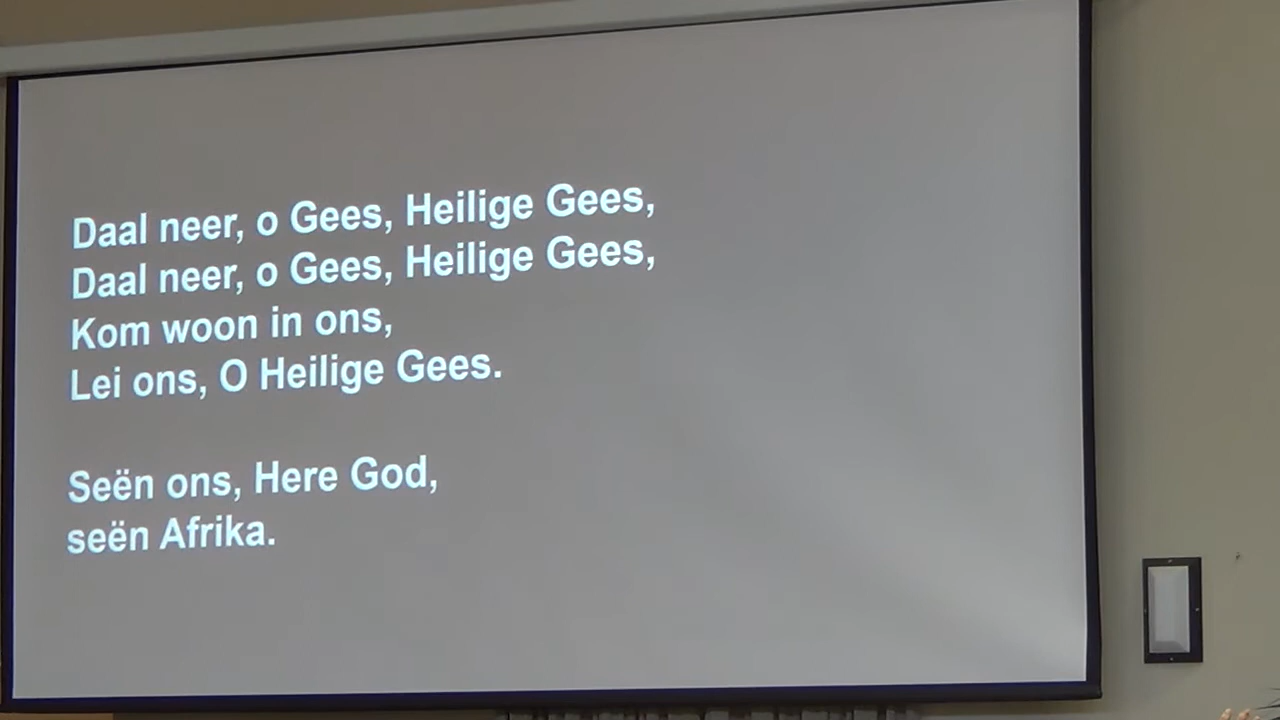 Daal neer, o Gees, Heilige Gees,
Daal neer, o Gees, Heilige Gees,
Kom woon in ons,
Lei ons, O Heilige Gees.
Seën ons, Here God,
seën Afrika.